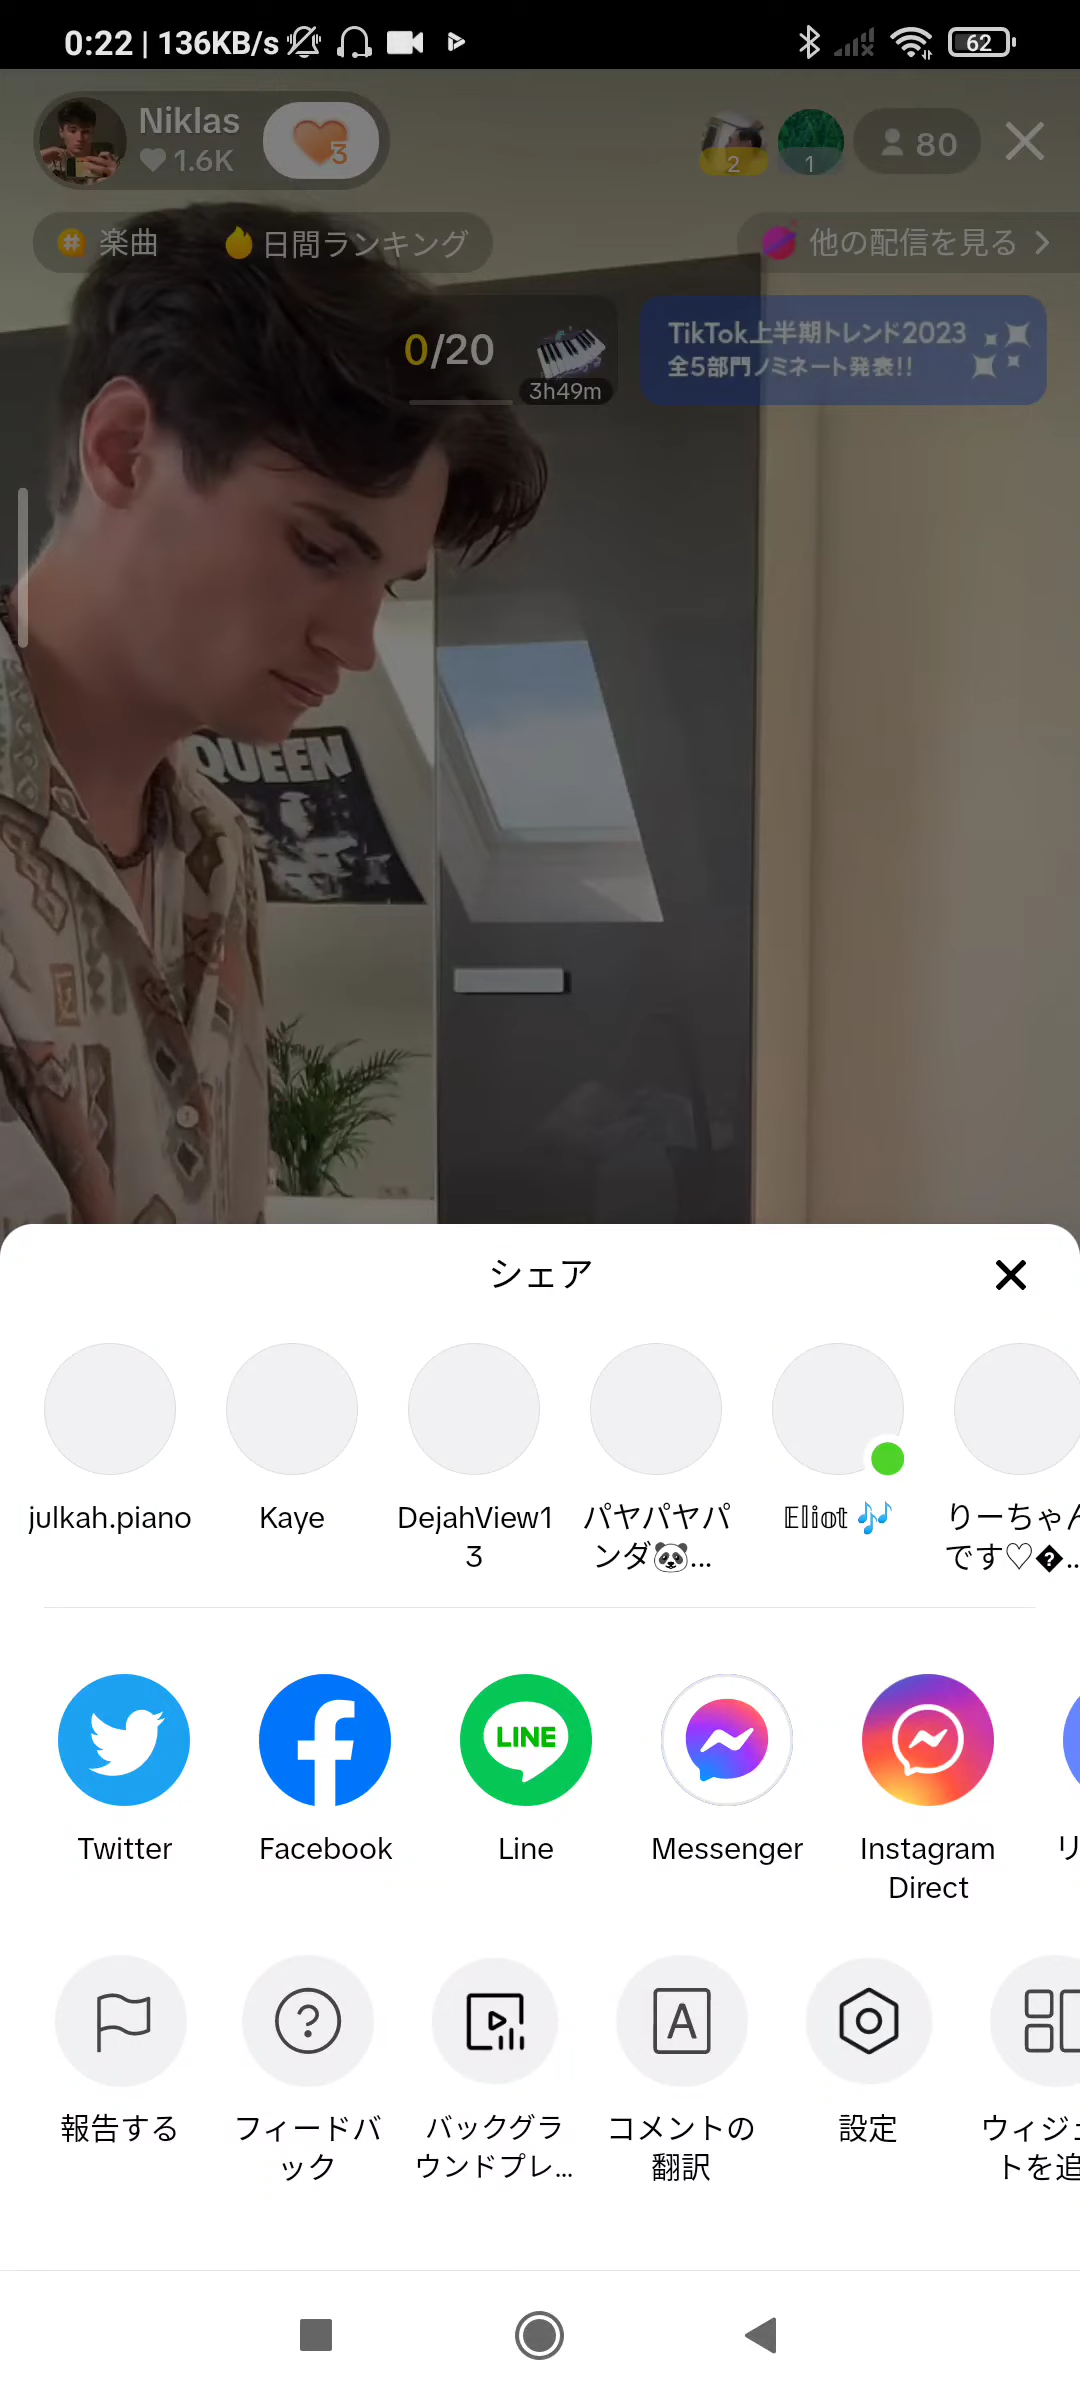 0:22 | 136KB/s
62
Niklas
1.6K
3
2
1
80
楽曲
日間ランキング
他の配信を見る
0/20
3h49m
TikTok上半期トレンド2023
全5部門ノミネート発表!!
QUEEN
シェア
julkah.piano
Kaye
DejahView1
3
パヤパヤパ
ンダ🐼...
𝔼𝕝𝕚𝕠𝕥 🎶
りーちゃん
です♡�...
LINE
Twitter
Facebook
Line
Messenger
Instagram
Direct
リ
A
報告する
フィードバ
ック
バックグラ
ウンドプレ...
コメントの
翻訳
設定
ウィジェ
トを追